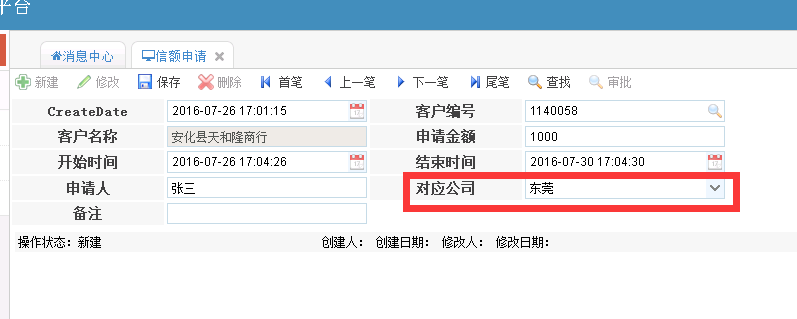 平台
消息中心 信额申请
新建 修改 保存 删除 首笔 上一笔 下一笔 尾笔 查找 审批
CreateDate 2016-07-26 17:01:15 客户编号 1140058
客户名称 安化县天和隆商行 申请金额 1000
开始时间 2016-07-26 17:04:26 结束时间 2016-07-30 17:04:30
申请人 张三 对应公司 东莞
备注
操作状态：新建 创建人： 创建日期： 修改人： 修改日期：